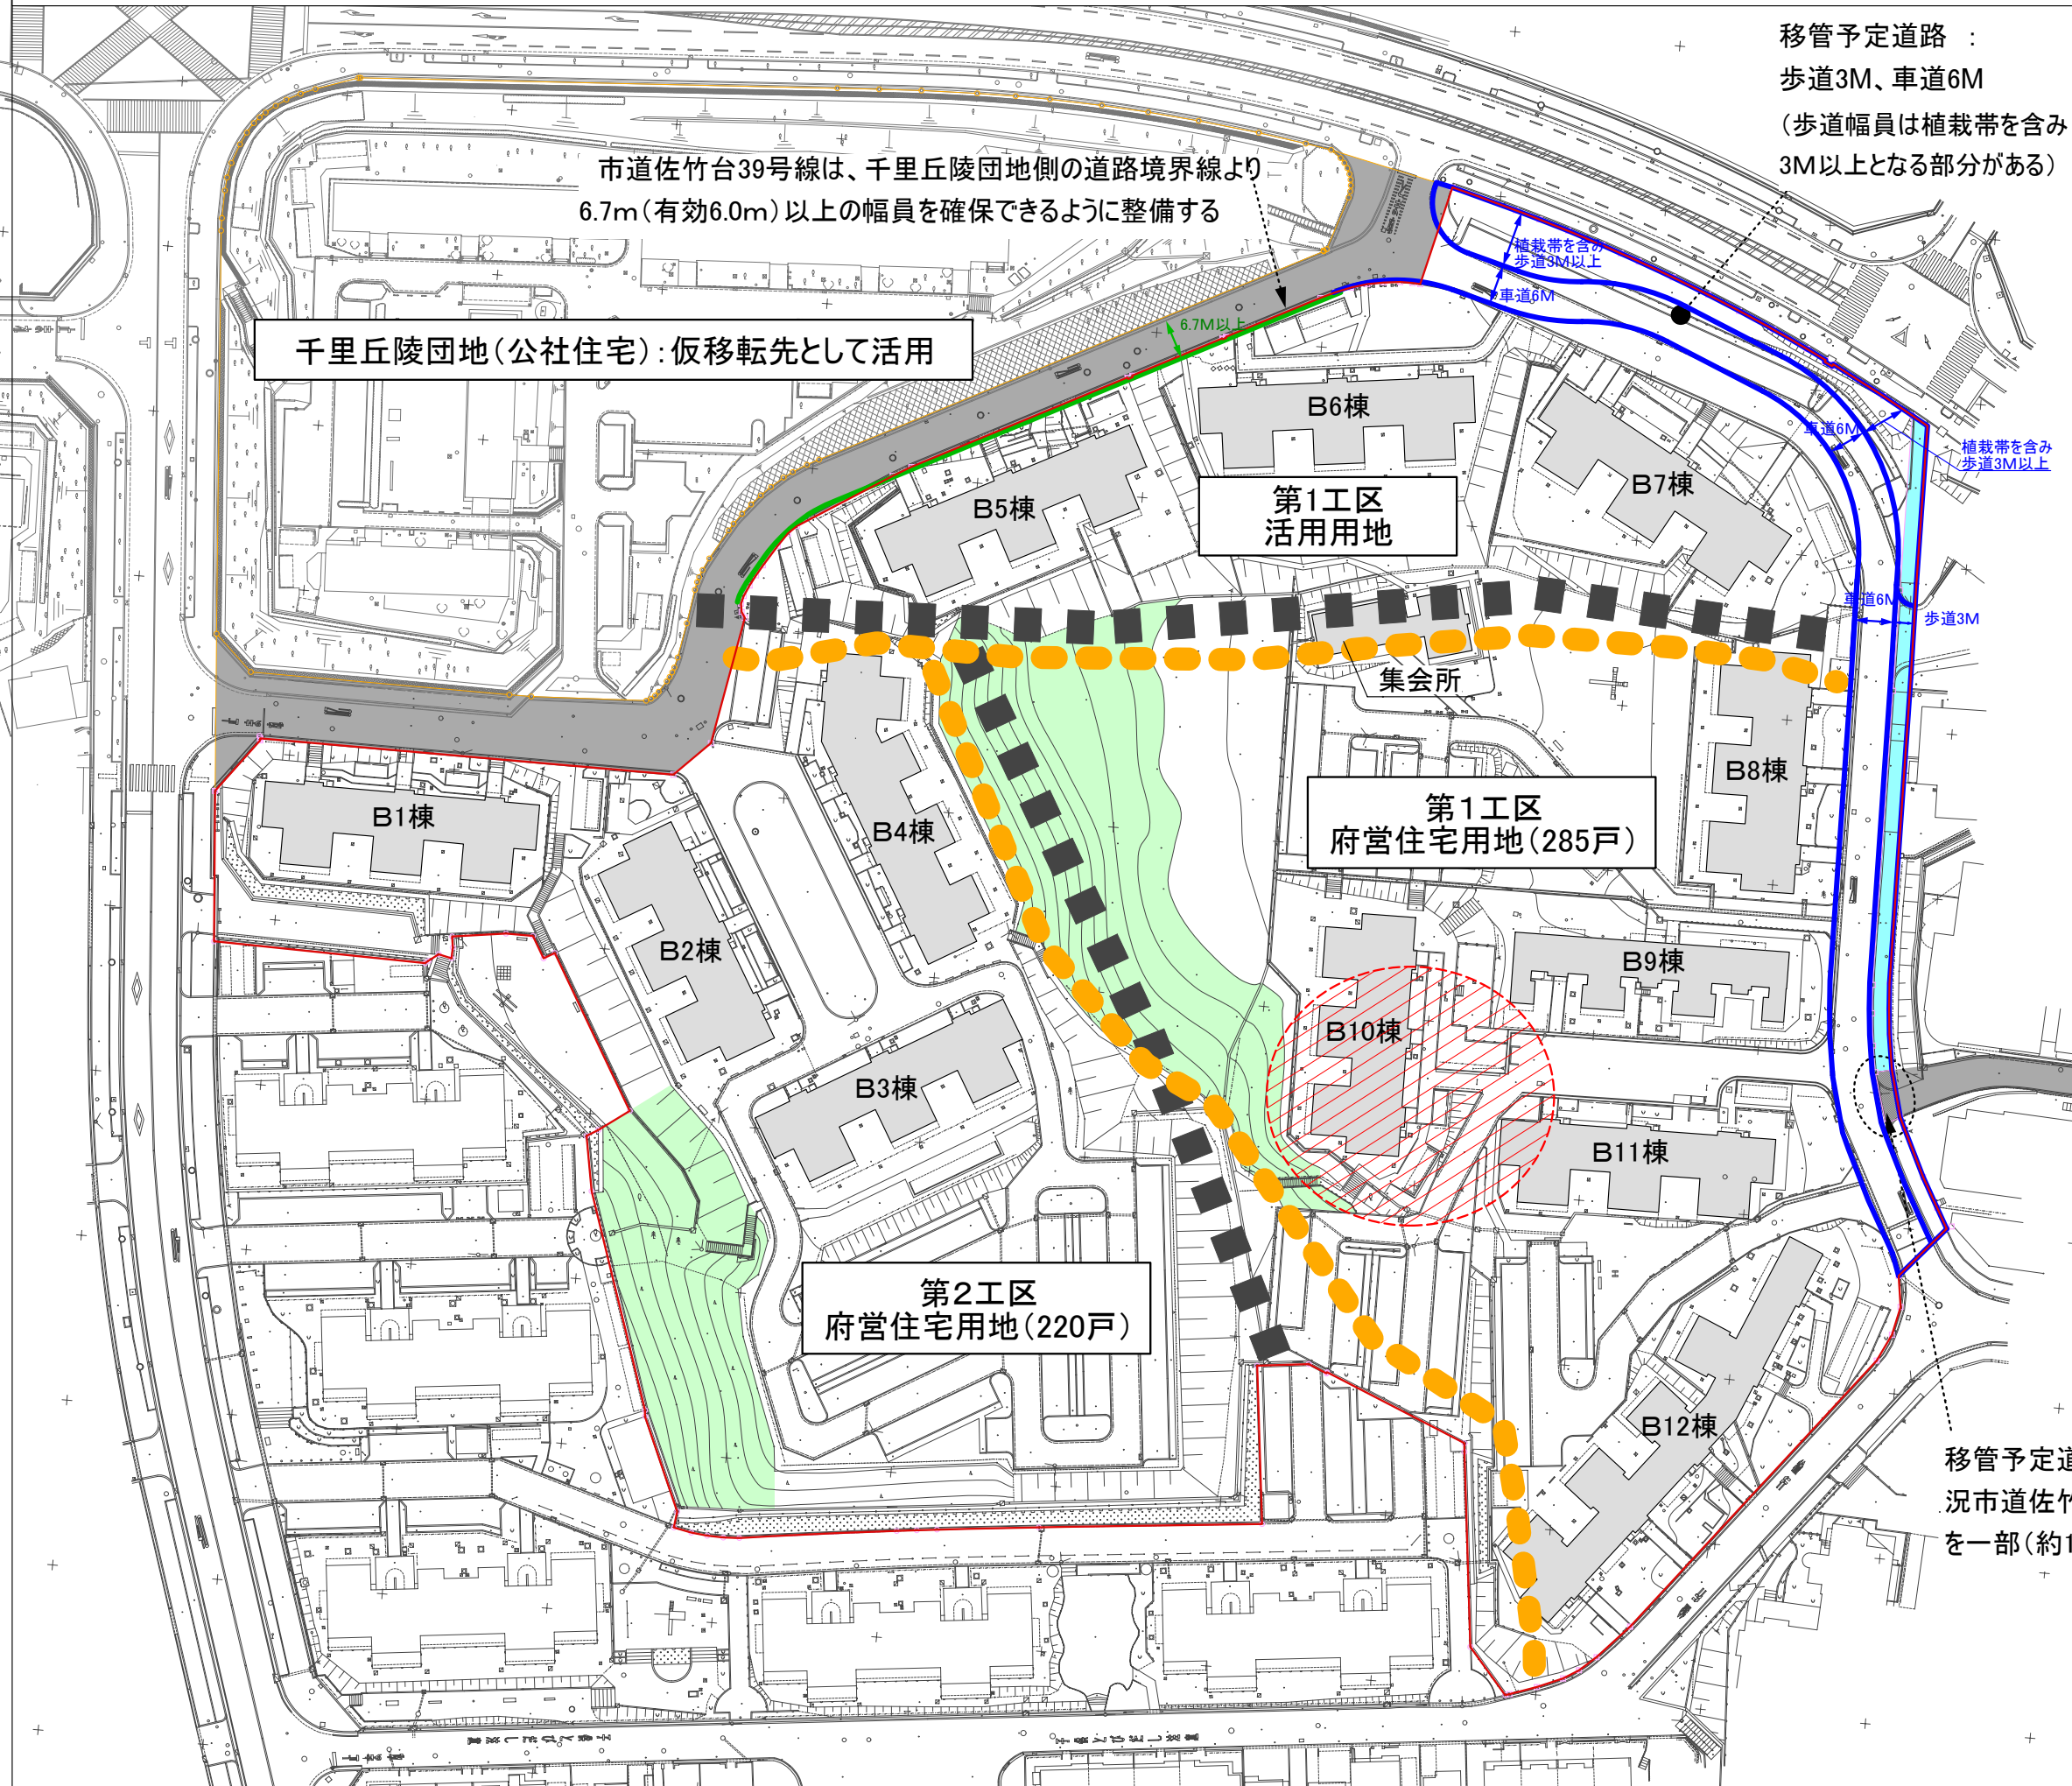 移管予定道路 :
歩道3M、車道6M
(歩道幅員は植栽帯を含み
3M以上となる部分がある)
市道佐竹台39号線は、千里丘陵団地側の道路境界線より
6.7m(有効6.0m)以上の幅員を確保できるように整備する
植栽帯を含み
歩道3M以上
車道6M
6.7M以上
千里丘陵団地(公社住宅):仮移転先として活用
B6棟
車道6M
植栽帯を含み
歩道3M以上
B7棟
第1工区
活用用地
B5棟
車道6M
歩道3M
集会所
B8棟
第1工区
府営住宅用地(285戸)
B1棟
B4棟
B2棟
B9棟
B10棟
B3棟
B11棟
第2工区
府営住宅用地(220戸)
B12棟
移管予定道
況市道佐竹
を一部(約1